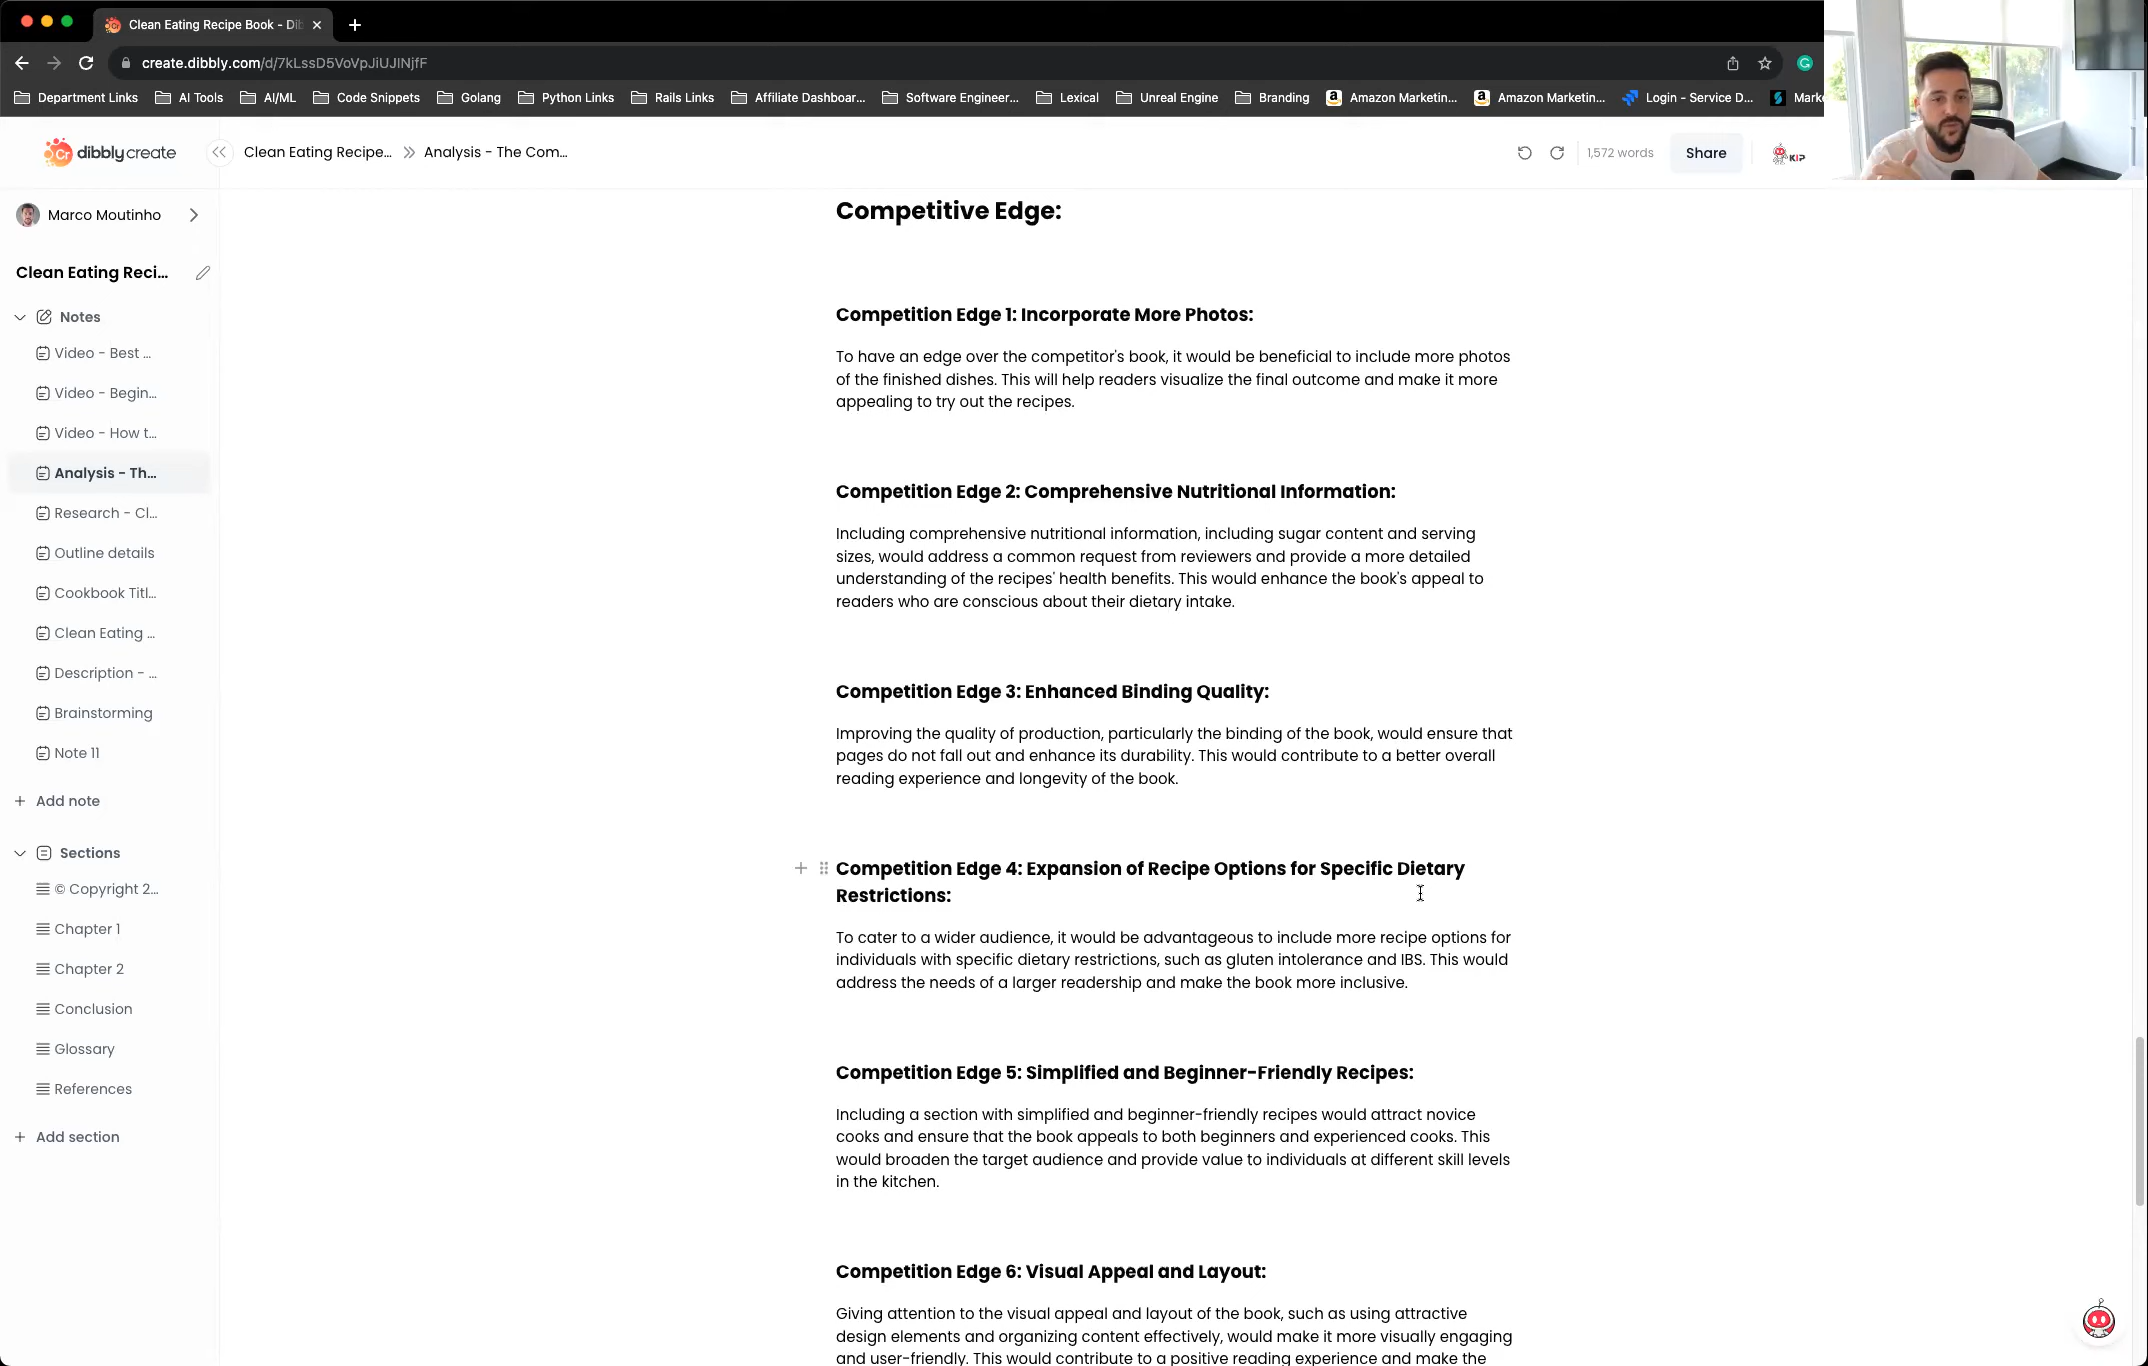 Clean Eating Recipe Book - Dib
create.dibbly.com/d/7kLssD5VoVpJiUJlNjfF
Department Links AI Tools AI/ML Code Snippets Golang Python Links Rails Links Affiliate Dashboar... Software Engineer... Lexical Unreal Engine Branding Amazon Marketin... Amazon Marketin... Login - Service D... Marke
Cr dibblycreate
Clean Eating Recipe... Analysis - The Com...
1,572 words Share KIP
Marco Moutinho
Clean Eating Reci...
Notes
Video - Best ...
Video - Begin...
Video - How t...
Analysis - Th...
Research - Cl...
Outline details
Cookbook Titl...
Clean Eating ...
Description - ...
Brainstorming
Note 11
+ Add note
Sections
© Copyright 2...
Chapter 1
Chapter 2
Conclusion
Glossary
References
+ Add section
Competitive Edge:
Competition Edge 1: Incorporate More Photos:
To have an edge over the competitor's book, it would be beneficial to include more photos
of the finished dishes. This will help readers visualize the final outcome and make it more
appealing to try out the recipes.
Competition Edge 2: Comprehensive Nutritional Information:
Including comprehensive nutritional information, including sugar content and serving
sizes, would address a common request from reviewers and provide a more detailed
understanding of the recipes' health benefits. This would enhance the book's appeal to
readers who are conscious about their dietary intake.
Competition Edge 3: Enhanced Binding Quality:
Improving the quality of production, particularly the binding of the book, would ensure that
pages do not fall out and enhance its durability. This would contribute to a better overall
reading experience and longevity of the book.
Competition Edge 4: Expansion of Recipe Options for Specific Dietary
Restrictions:
To cater to a wider audience, it would be advantageous to include more recipe options for
individuals with specific dietary restrictions, such as gluten intolerance and IBS. This would
address the needs of a larger readership and make the book more inclusive.
Competition Edge 5: Simplified and Beginner-Friendly Recipes:
Including a section with simplified and beginner-friendly recipes would attract novice
cooks and ensure that the book appeals to both beginners and experienced cooks. This
would broaden the target audience and provide value to individuals at different skill levels
in the kitchen.
Competition Edge 6: Visual Appeal and Layout:
Giving attention to the visual appeal and layout of the book, such as using attractive
design elements and organizing content effectively, would make it more visually engaging
and user-friendly. This would contribute to a positive reading experience and make the